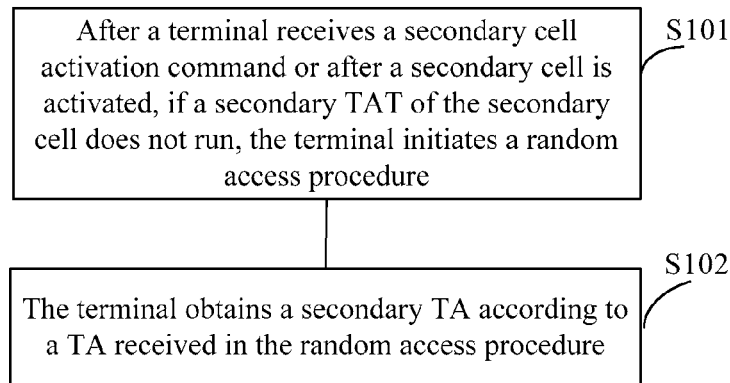 After a terminal receives a secondary cell
S101
activation command or after a secondary cell is
activated, if a secondary TAT of the secondary
cell does not run, the terminal initiates a random
access procedure
S102
The terminal obtains a secondary TA according to
a TA received in the random access procedure